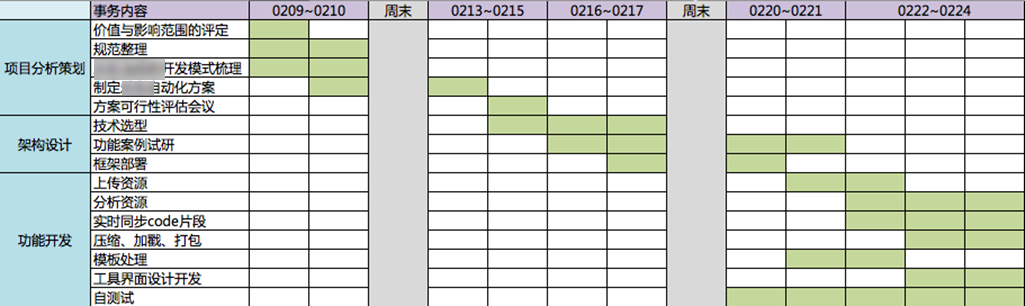 事务内容 0209~0210 周末 0213~0215 0216~0217 周末 0220~0221 0222~0224
项目分析策划
价值与影响范围的评定
规范整理
开发模式梳理
制定 自动化方案
方案可行性评估会议
架构设计
技术选型
功能案例试研
框架部署
功能开发
上传资源
分析资源
实时同步code片段
压缩、加戳、打包
模板处理
工具界面设计开发
自测试